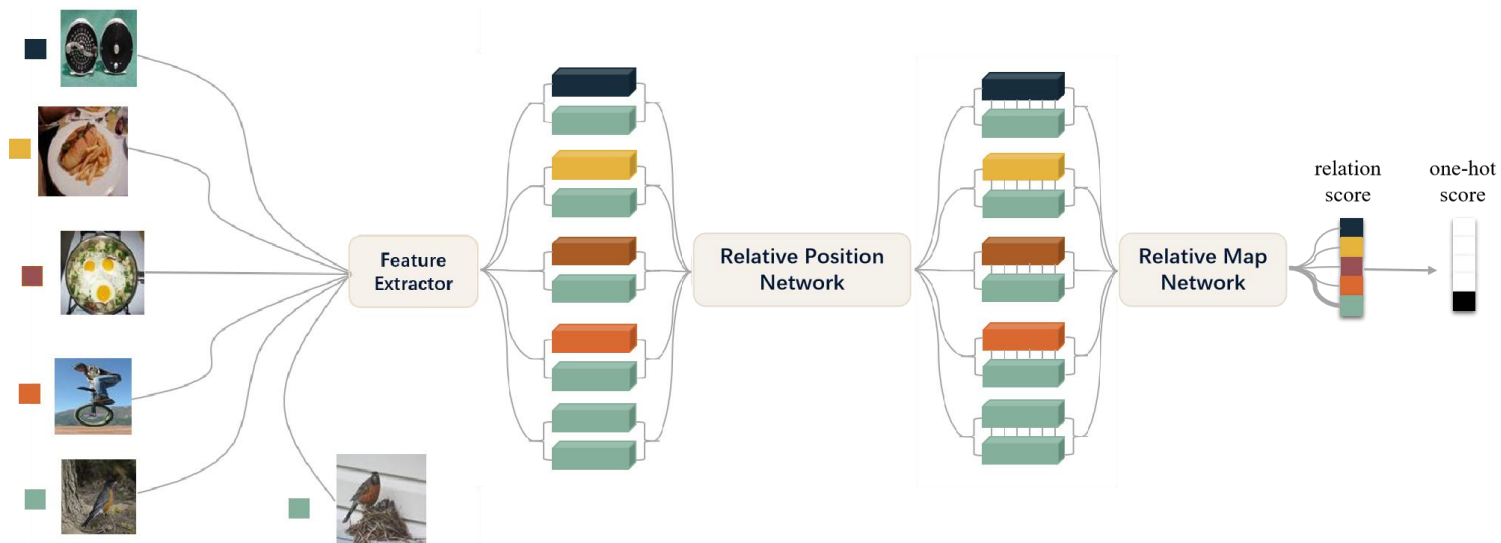 Feature
Extractor
Relative Position
Network
Relative Map
Network
relation
score
one-hot
score